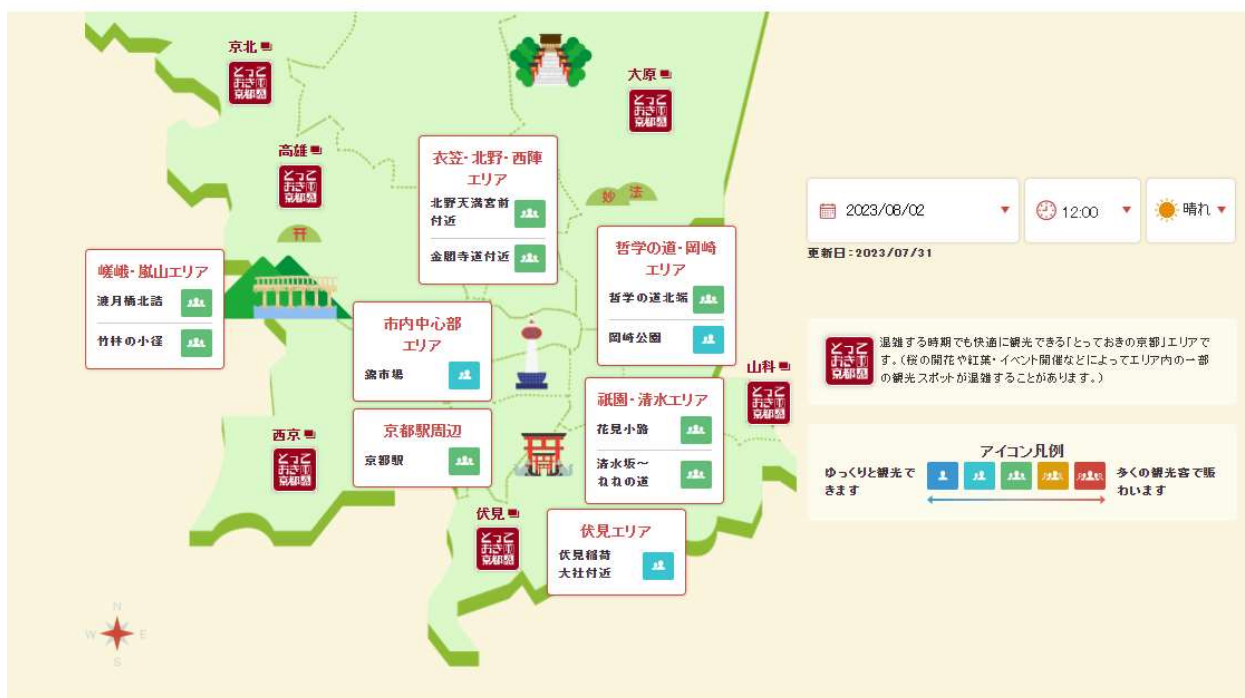 京北
とって
おきの
京都
大原
とって
おきの
京都
高雄
とって
おきの
京都
衣笠・北野・西陣
エリア
北野天満宮前
付近
金閣寺道付近
妙 法
嵯峨・嵐山エリア
渡月橋北詰
竹林の小径
哲学の道・岡崎
エリア
哲学の道北端
岡崎公園
市内中心部
エリア
錦市場
山科
とって
おきの
京都
京都駅周辺
京都駅
祇園・清水エリア
花見小路
清水坂〜
ねねの道
西京
とって
おきの
京都
伏見
とって
おきの
京都
伏見エリア
伏見稲荷
大社付近
N
W E
S
2023/08/02
12:00
晴れ
更新日：2023/07/31
とって
おきの
京都
混雑する時期でも快適に観光できる「とっておきの京都」エリアで
す。（桜の開花や紅葉・イベント開催などによってエリア内の一部
の観光スポットが混雑することがあります。）
アイコン凡例
ゆっくりと観光で
きます
多くの観光客で賑
わいます